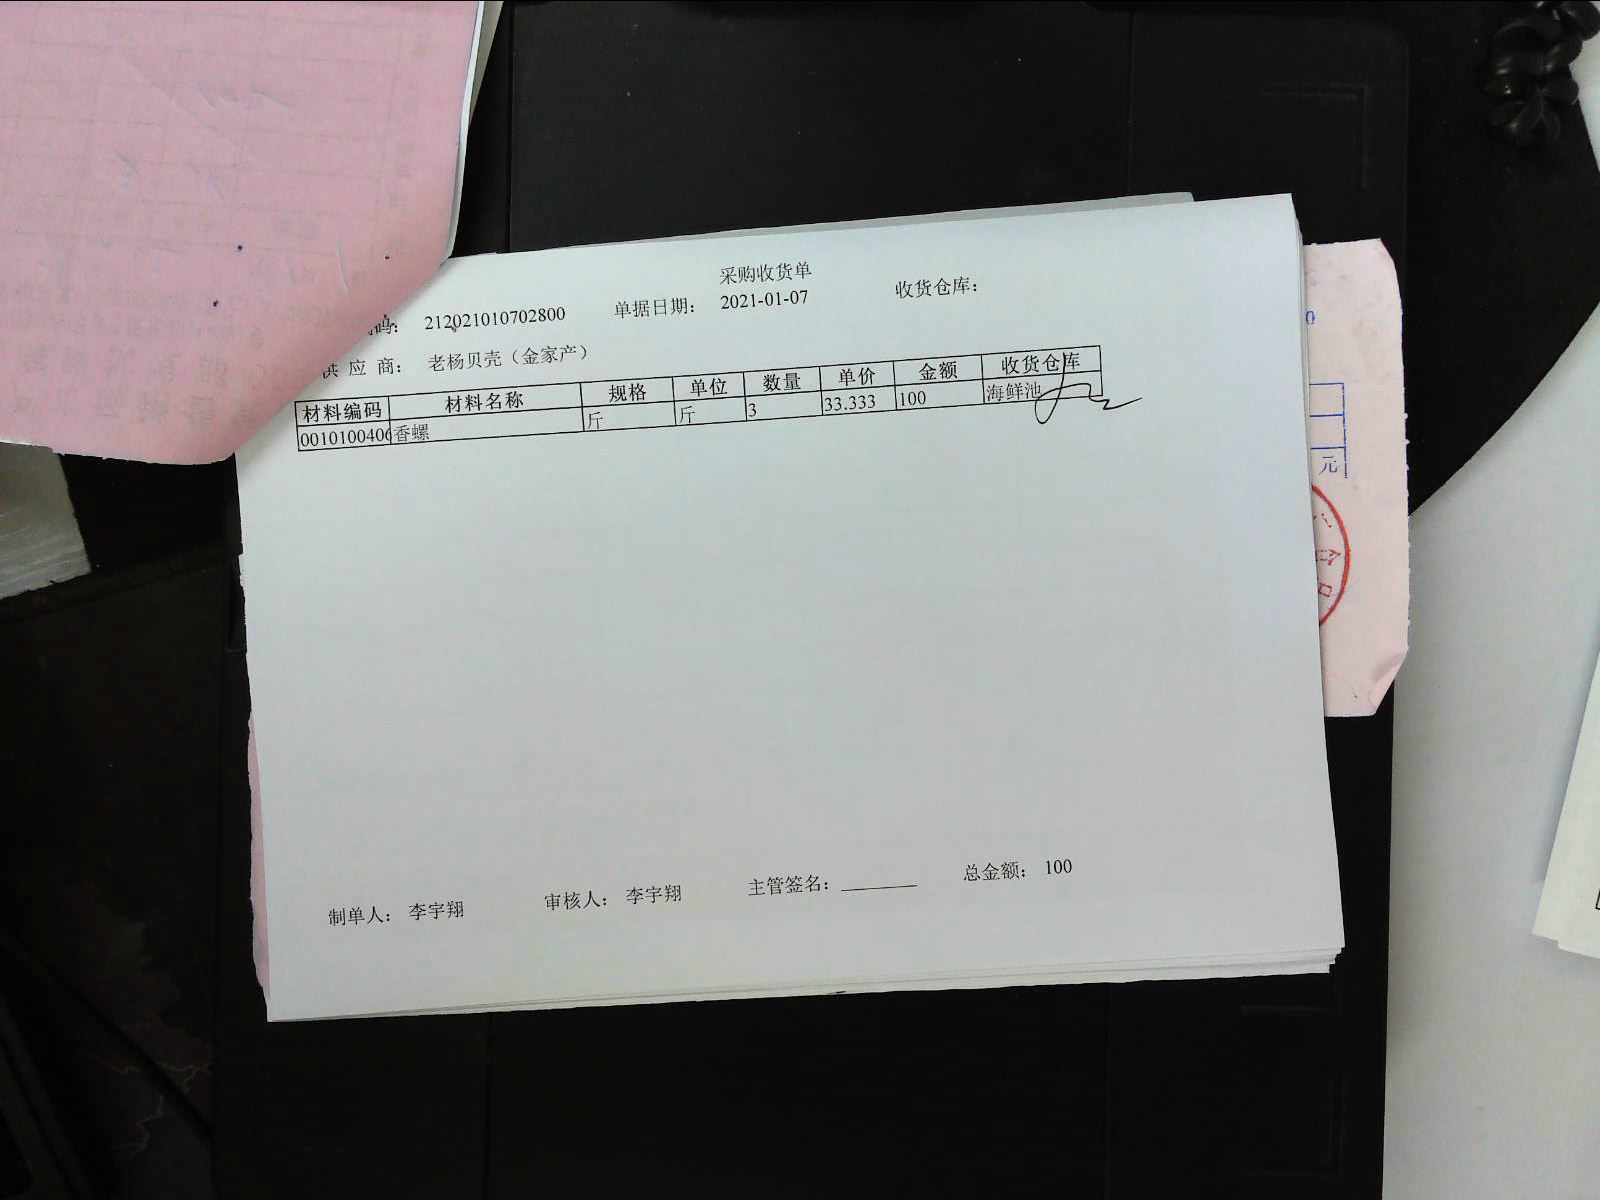 采购收货单
码： 212021010702800 单据日期： 2021-01-07 收货仓库：
供 应 商： 老杨贝壳（金家产）
材料编码 材料名称 规格 单位 数量 单价 金额 收货仓库
0010100406 香螺 斤 斤 3 33.333 100 海鲜池
制单人： 李宇翔 审核人： 李宇翔 主管签名： 总金额： 100
0
元